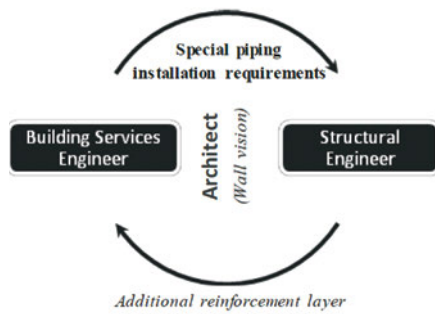 Special piping
installation requirements
Building Services
Engineer
Architect
(Wall vision)
Structural
Engineer
Additional reinforcement layer